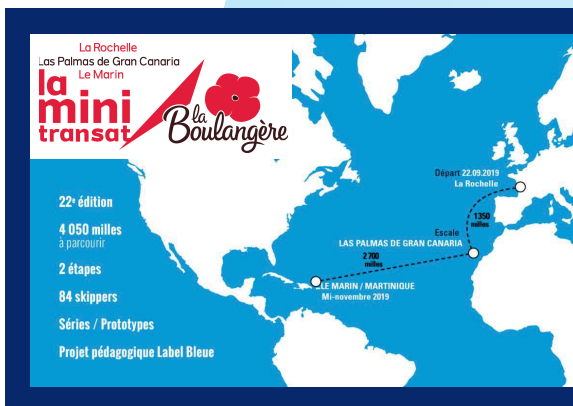 La Rochelle
Las Palmas de Gran Canaria
Le Marin
la
mini
transat
la
Boulangère
22e édition
4 050 milles
à parcourir
2 étapes
84 skippers
Séries / Prototypes
Projet pédagogique Label Bleue
Départ 22.09.2019
La Rochelle
1350
milles
Escale
LAS PALMAS DE GRAN CANARIA
2 700
milles
LE MARIN / MARTINIQUE
Mi-novembre 2019